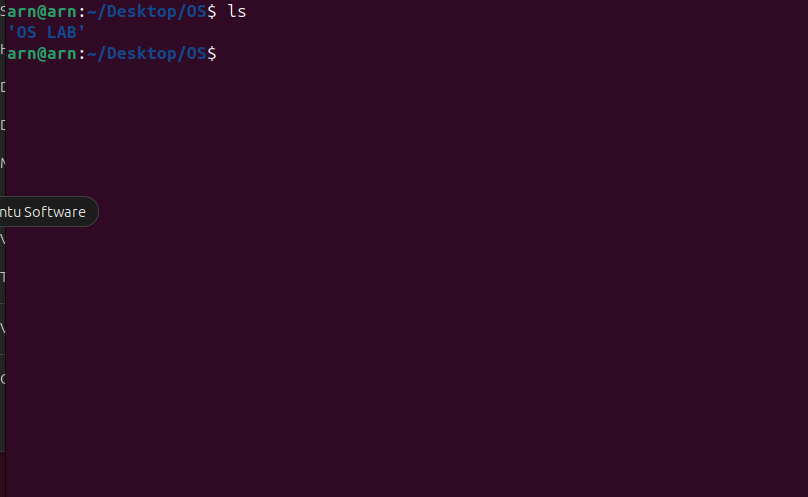 arn@arn:~/Desktop/OS$ ls
'OS LAB'
arn@arn:~/Desktop/OS$
ntu Software